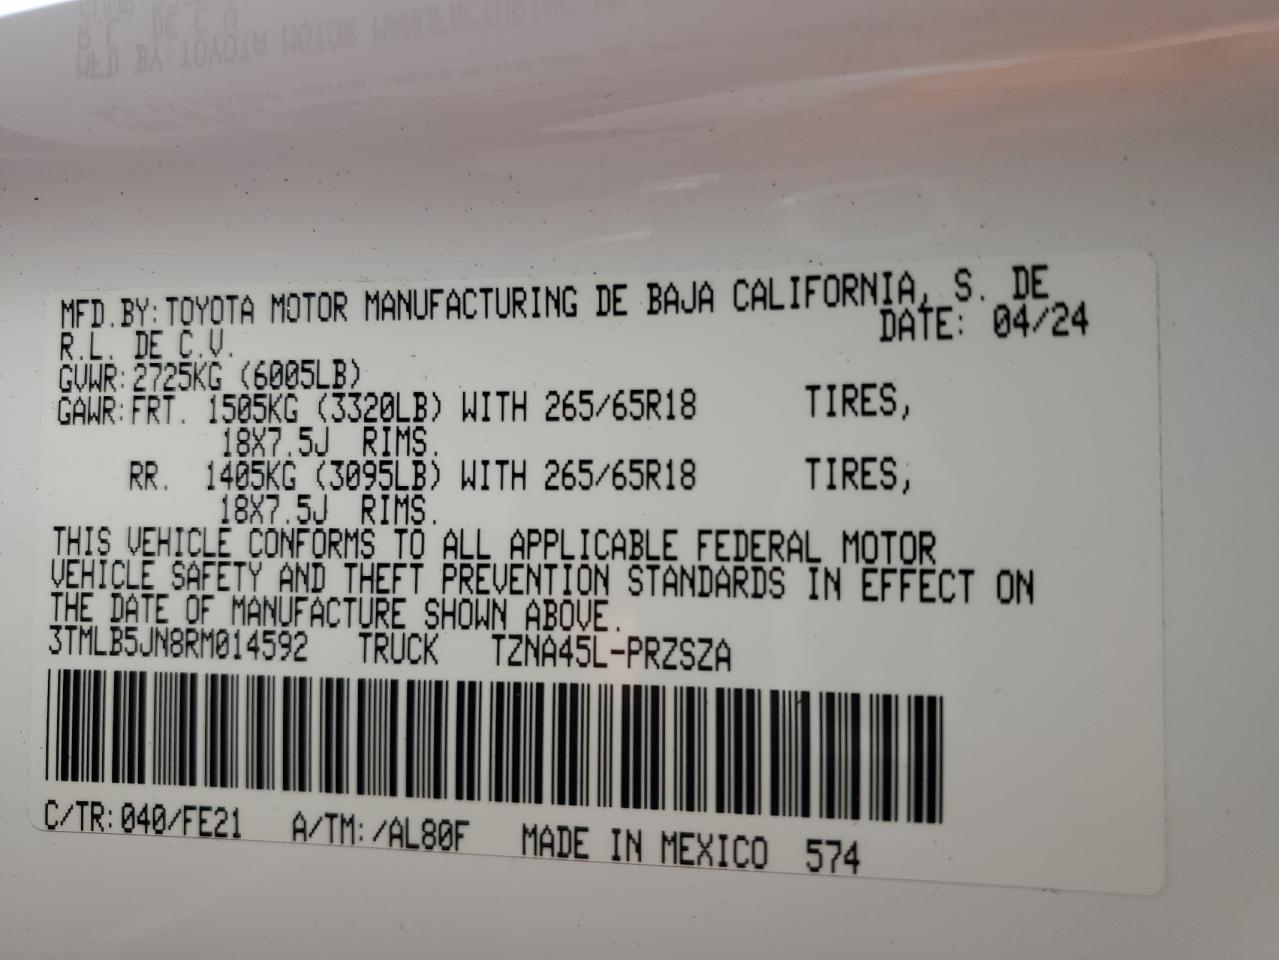 MFD.BY:TOYOTA MOTOR MANUFACTURING DE BAJA CALIFORNIA, S. DE
R.L. DE C.V. DATE: 04/24
GVWR:2725KG (6005LB)
GAWR:FRT. 1505KG (3320LB) WITH 265/65R18 TIRES,
18X7.5J RIMS.
RR. 1405KG (3095LB) WITH 265/65R18 TIRES,
18X7.5J RIMS.
THIS VEHICLE CONFORMS TO ALL APPLICABLE FEDERAL MOTOR
VEHICLE SAFETY AND THEFT PREVENTION STANDARDS IN EFFECT ON
THE DATE OF MANUFACTURE SHOWN ABOVE.
3TMLB5JN8RM014592 TRUCK TZNA45L-PRZSZA
C/TR:040/FE21 A/TM:/AL80F MADE IN MEXICO 574